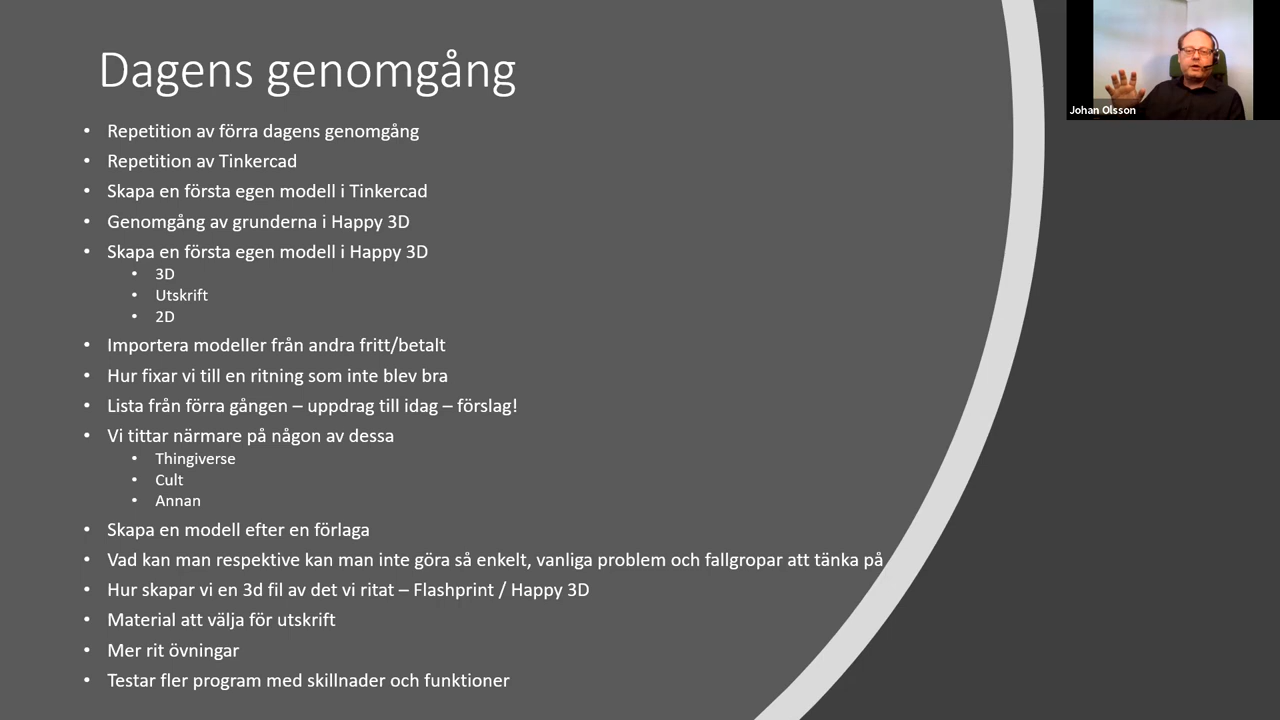 Dagens genomgång
Johan Olsson
• Repetition av förra dagens genomgång
• Repetition av Tinkercad
• Skapa en första egen modell i Tinkercad
• Genomgång av grunderna i Happy 3D
• Skapa en första egen modell i Happy 3D
• 3D
• Utskrift
• 2D
• Importera modeller från andra fritt/betalt
• Hur fixar vi till en ritning som inte blev bra
• Lista från förra gången – uppdrag till idag – förslag!
• Vi tittar närmare på någon av dessa
• Thingiverse
• Cult
• Annan
• Skapa en modell efter en förlaga
• Vad kan man respektive kan man inte göra så enkelt, vanliga problem och fallgropar att tänka på
• Hur skapar vi en 3d fil av det vi ritat – Flashprint / Happy 3D
• Material att välja för utskrift
• Mer rit övningar
• Testar fler program med skillnader och funktioner